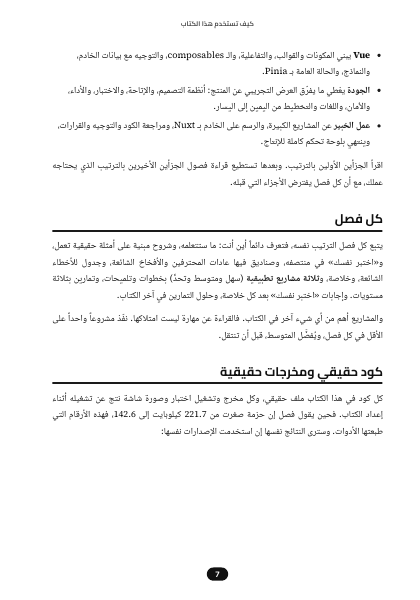 كيف تستخدم هذا الكتاب
• Vue يبني المكونات والقوالب، والتفاعلية، والـ composables، والتوجيه مع بيانات الخادم،
والنماذج، والحالة العامة بـ Pinia.
• الجودة يغطي ما يفرّق العرض التجريبي عن المنتج: أنظمة التصميم، والإتاحة، والاختبار، والأداء،
والأمان، واللغات والتخطيط من اليمين إلى اليسار.
• عمل الخبير عن المشاريع الكبيرة، والرسم على الخادم بـ Nuxt، ومراجعة الكود والتوجيه والقرارات،
وينتهي بلوحة تحكم كاملة للإنتاج.
اقرأ الجزأين الأولين بالترتيب. وبعدها تستطيع قراءة فصول الجزأين الأخيرين بالترتيب الذي يحتاجه
عملك، مع أن كل فصل يفترض الأجزاء التي قبله.
كل فصل
يتبع كل فصل الترتيب نفسه، فتعرف دائماً أين أنت: ما ستتعلمه، وشروح مبنية على أمثلة حقيقية تعمل،
و«اختبر نفسك» في منتصفه، وصناديق فيها عادات المحترفين والأفخاخ الشائعة، وجدول للأخطاء
الشائعة، وخلاصة، وثلاثة مشاريع تطبيقية (سهل ومتوسط وتحدٍّ) بخطوات وتلميحات، وتمارين بثلاثة
مستويات. وإجابات «اختبر نفسك» بعد كل خلاصة، وحلول التمارين في آخر الكتاب.
والمشاريع أهم من أي شيء آخر في الكتاب. فالقراءة عن مهارة ليست امتلاكها. نفّذ مشروعاً واحداً على
الأقل في كل فصل، ويُفضَّل المتوسط، قبل أن تنتقل.
كود حقيقي ومخرجات حقيقية
كل كود في هذا الكتاب ملف حقيقي، وكل مخرج وتشغيل اختبار وصورة شاشة نتج عن تشغيله أثناء
إعداد الكتاب. فحين يقول فصل إن حزمة صغرت من 221.7 كيلوبايت إلى 142.6، فهذه الأرقام التي
طبعتها الأدوات. وسترى النتائج نفسها إن استخدمت الإصدارات نفسها:
7